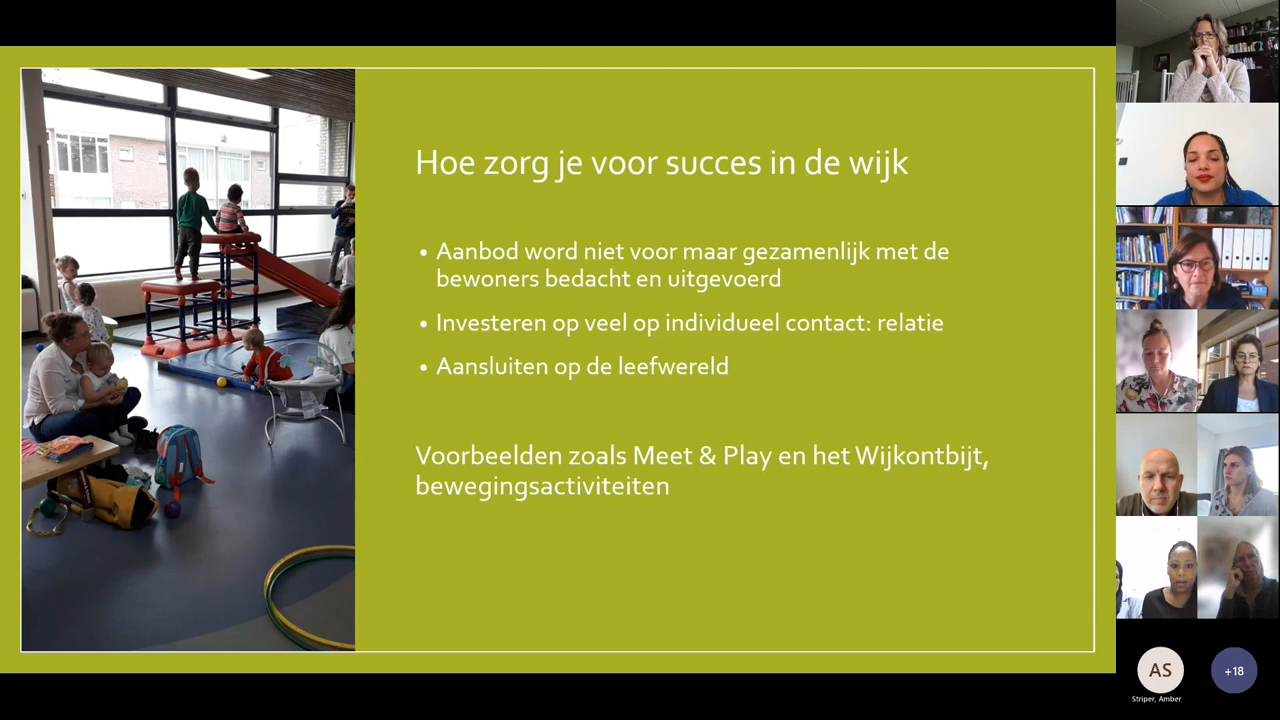 Hoe zorg je voor succes in de wijk
• Aanbod word niet voor maar gezamenlijk met de
bewoners bedacht en uitgevoerd
• Investeren op veel op individueel contact: relatie
• Aansluiten op de leefwereld
Voorbeelden zoals Meet & Play en het Wijkontbijt,
bewegingsactiviteiten
AS
+18
Striper, Amber